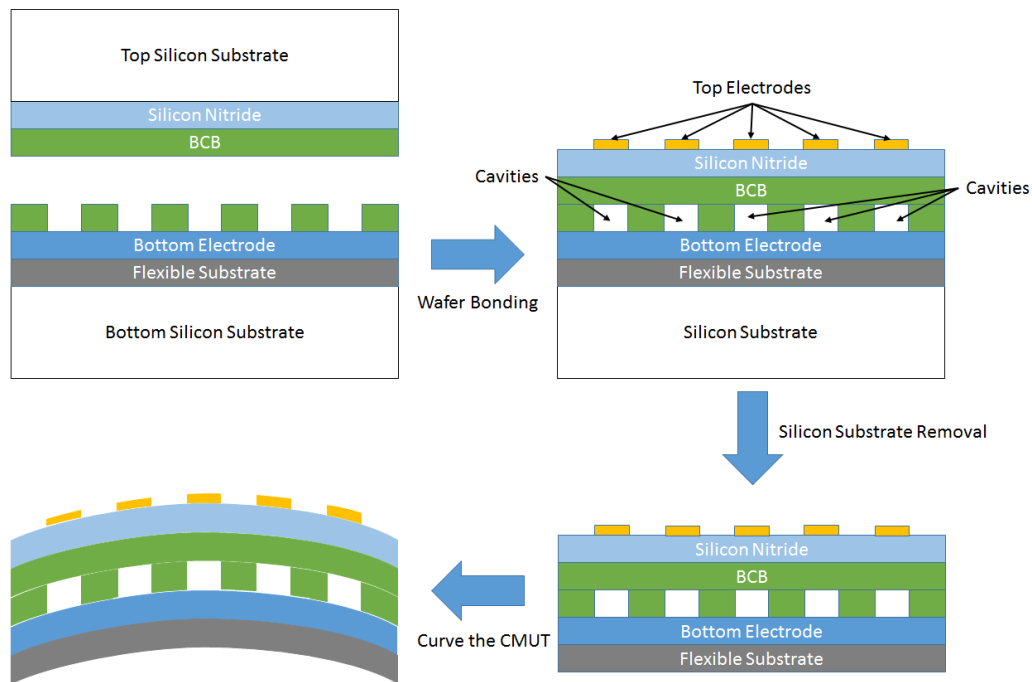 Top Silicon Substrate
Silicon Nitride
BCB
Bottom Electrode
Flexible Substrate
Bottom Silicon Substrate
Wafer Bonding
Top Electrodes
Silicon Nitride
Cavities
BCB
Cavities
Bottom Electrode
Flexible Substrate
Silicon Substrate
Silicon Substrate Removal
Silicon Nitride
BCB
Bottom Electrode
Flexible Substrate
Curve the CMUT